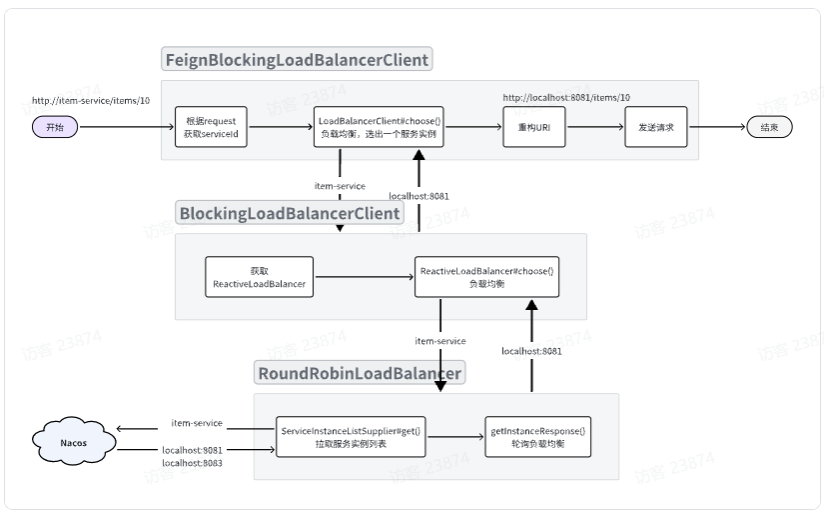 FeignBlockingLoadBalancerClient
http://item-service/items/10
http://localhost:8081/items/10
开始
根据request
获取serviceId
LoadBalancerClient#choose()
负载均衡，选出一个服务实例
重构URI
发送请求
结束
item-service
localhost:8081
BlockingLoadBalancerClient
获取
ReactiveLoadBalancer
ReactiveLoadBalancer#choose()
负载均衡
item-service
localhost:8081
RoundRobinLoadBalancer
Nacos
item-service
localhost:8081
localhost:8083
ServiceInstanceListSupplier#get()
拉取服务实例列表
getInstanceResponse()
轮询负载均衡
访客 23874
访客 23874
访客 23874
访客 23874
访客 23874
访客 23874
访客 23874
访客 23874
访客 23874
访客 23874
访客 23874
访客 23874